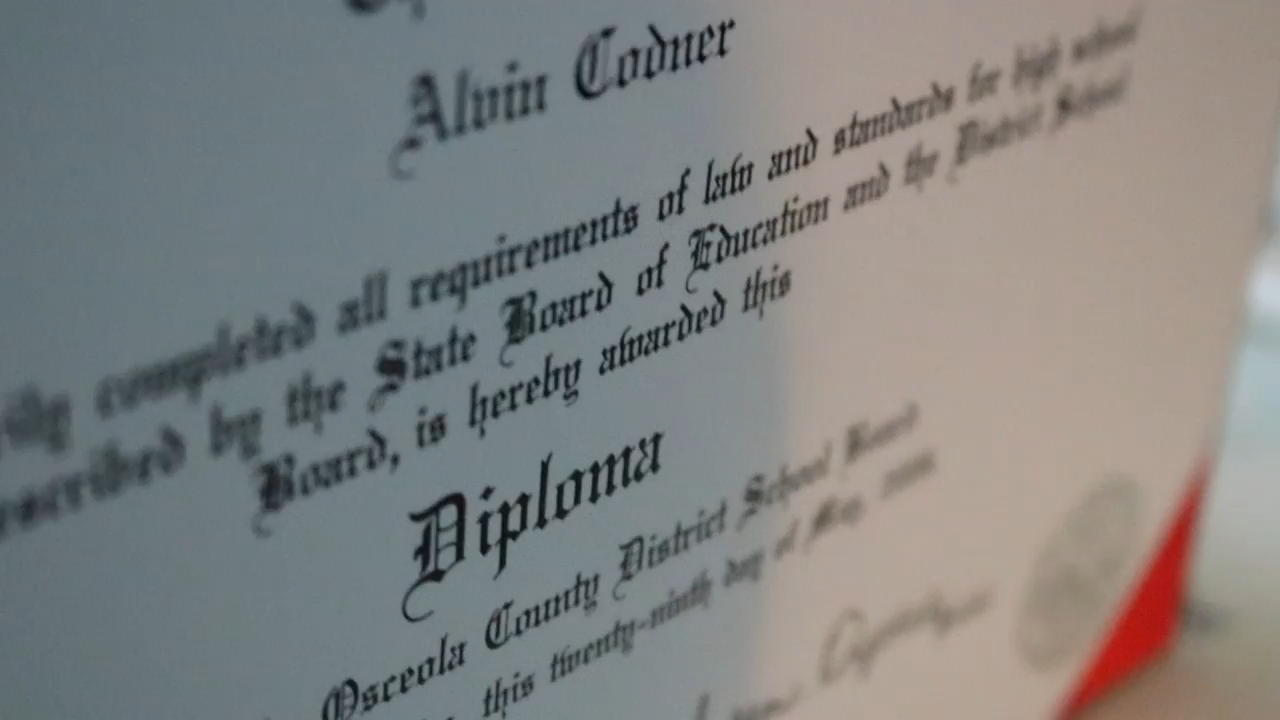 Alvin Codner
completed all requirements of law and standards for high school
by the State Board of Education and the District School
Board, is hereby awarded this
Diploma
Osceola County District School Board
this twenty-ninth day of May,